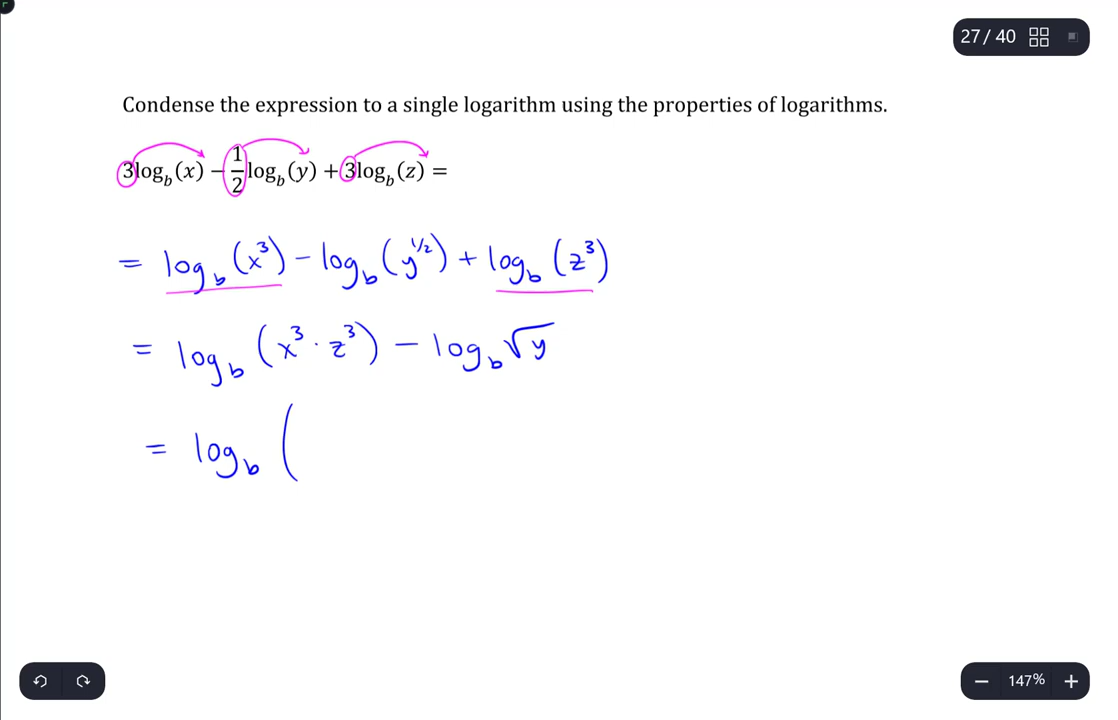 27 / 40
Condense the expression to a single logarithm using the properties of logarithms.
3log_b(x) − 1/2 log_b(y) + 3log_b(z) =
= log_b(x³) − log_b(y^{1/2}) + log_b(z³)
= log_b(x³ · z³) − log_b √y
= log_b (
147%